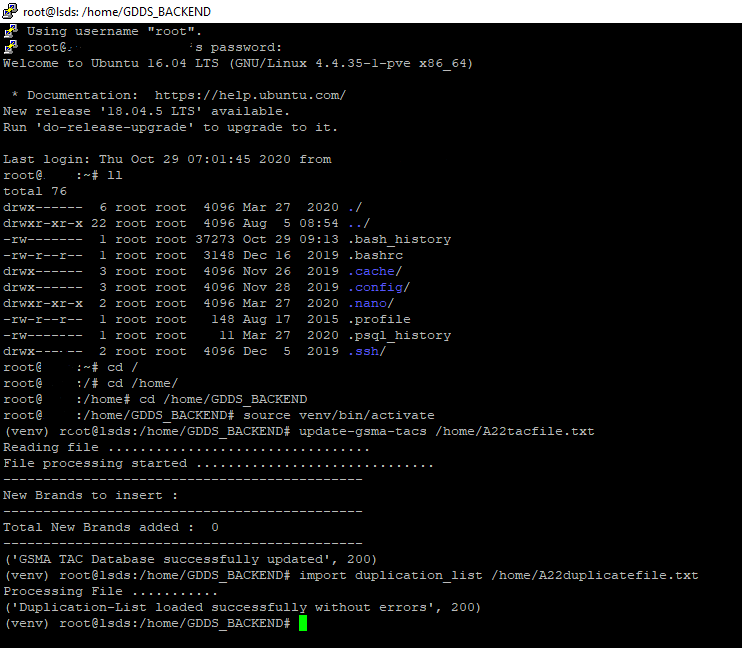 root@lsds: /home/GDDS_BACKEND
Using username "root".
root@ 's password:
Welcome to Ubuntu 16.04 LTS (GNU/Linux 4.4.35-1-pve x86_64)
* Documentation:  https://help.ubuntu.com/
New release '18.04.5 LTS' available.
Run 'do-release-upgrade' to upgrade to it.
Last login: Thu Oct 29 07:01:45 2020 from
root@ :~# ll
total 76
drwx------  6 root root  4096 Mar 27  2020 ./
drwxr-xr-x 22 root root  4096 Aug  5 08:54 ../
-rw-------  1 root root 37273 Oct 29 09:13 .bash_history
-rw-r--r--  1 root root  3148 Dec 16  2019 .bashrc
drwx------  3 root root  4096 Nov 26  2019 .cache/
drwx------  3 root root  4096 Nov 28  2019 .config/
drwxr-xr-x  2 root root  4096 Mar 27  2020 .nano/
-rw-r--r--  1 root root   148 Aug 17  2015 .profile
-rw-------  1 root root    11 Mar 27  2020 .psql_history
drwx------  2 root root  4096 Dec  5  2019 .ssh/
root@ :~# cd /
root@ :/# cd /home/
root@ :/home# cd /home/GDDS_BACKEND
root@ :/home/GDDS_BACKEND# source venv/bin/activate
(venv) root@lsds:/home/GDDS_BACKEND# update-gsma-tacs /home/A22tacfile.txt
Reading file .................................
File processing started ..............................
---------------------------------------------
New Brands to insert :
---------------------------------------------
Total New Brands added :  0
---------------------------------------------
('GSMA TAC Database successfully updated', 200)
(venv) root@lsds:/home/GDDS_BACKEND# import duplication_list /home/A22duplicatefile.txt
Processing File ...........
('Duplication-List loaded successfully without errors', 200)
(venv) root@lsds:/home/GDDS_BACKEND#